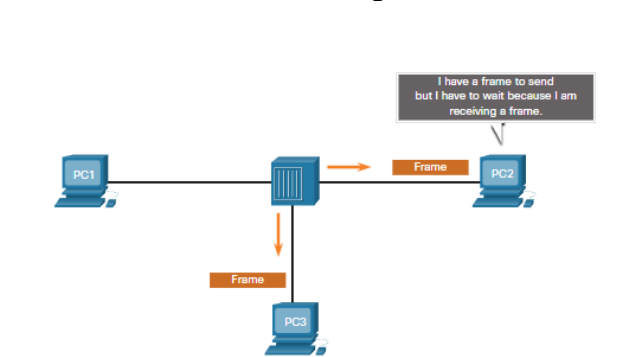 I have a frame to send
but I have to wait because I am
receiving a frame.
PC1
Frame
PC2
Frame
PC3